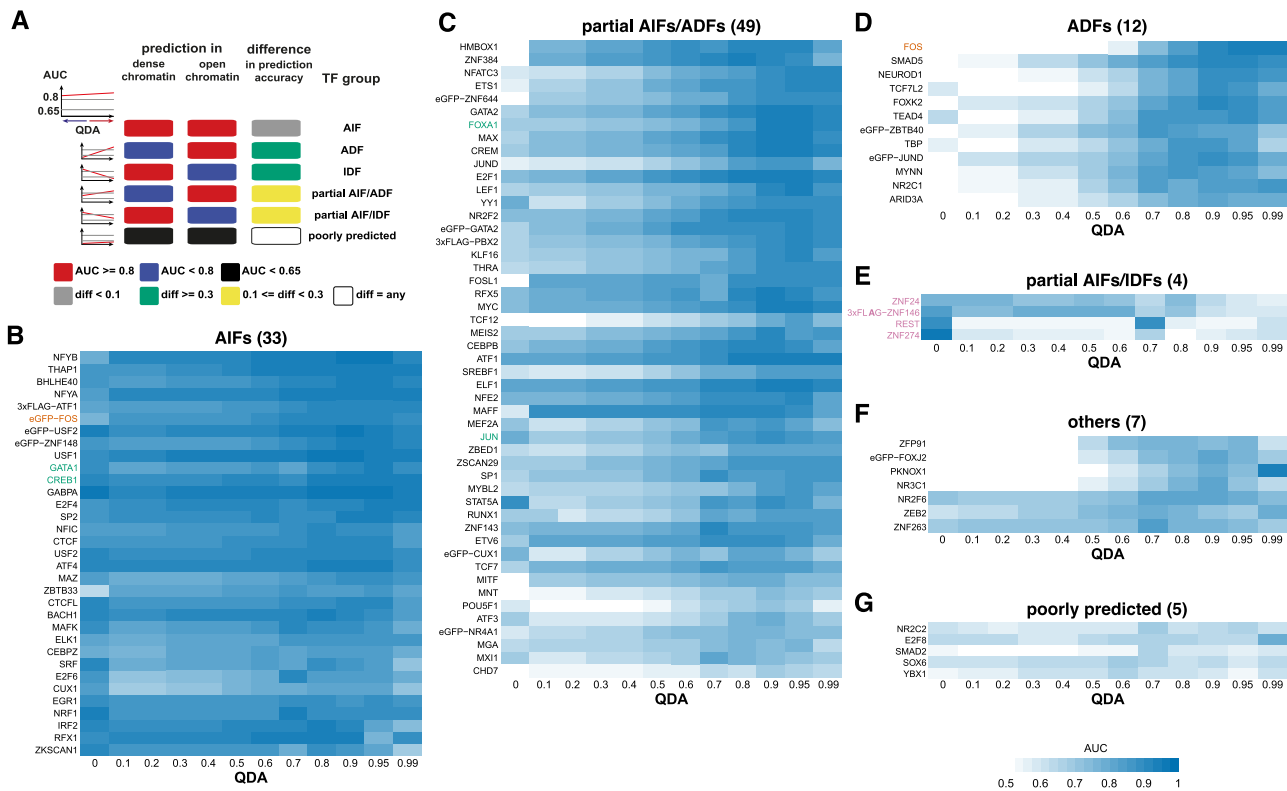 A
prediction in
difference
dense
chromatin
open
chromatin
in prediction
accuracy
TF group
AUC
0.8
0.65
QDA
AIF
ADF
IDF
partial AIF/ADF
partial AIF/IDF
poorly predicted
AUC >= 0.8
AUC < 0.8
AUC < 0.65
diff < 0.1
diff >= 0.3
0.1 <= diff < 0.3
diff = any
B
AIFs (33)
NFYB
THAP1
BHLHE40
NFYA
3xFLAG−ATF1
eGFP−FOS
eGFP−USF2
eGFP−ZNF148
USF1
GATA1
CREB1
GABPA
E2F4
SP2
NFIC
CTCF
USF2
ATF4
MAZ
ZBTB33
CTCFL
BACH1
MAFK
ELK1
CEBPZ
SRF
E2F6
CUX1
EGR1
NRF1
IRF2
RFX1
ZKSCAN1
0 0.1 0.2 0.4 0.5 0.6 0.7 0.8 0.9 0.95 0.99
QDA
C
partial AIFs/ADFs (49)
HMBOX1
ZNF384
NFATC3
ETS1
eGFP−ZNF644
GATA2
FOXA1
MAX
CREM
JUND
E2F1
LEF1
YY1
NR2F2
eGFP−GATA2
3xFLAG−PBX2
KLF16
THRA
FOSL1
RFX5
MYC
TCF12
MEIS2
CEBPB
ATF1
SREBF1
ELF1
NFE2
MAFF
MEF2A
JUN
ZBED1
ZSCAN29
SP1
MYBL2
STAT5A
RUNX1
ZNF143
ETV6
eGFP−CUX1
TCF7
MITF
MNT
POU5F1
ATF3
eGFP−NR4A1
MGA
MXI1
CHD7
0 0.1 0.2 0.3 0.4 0.5 0.6 0.7 0.8 0.9 0.95 0.99
QDA
D
ADFs (12)
FOS
SMAD5
NEUROD1
TCF7L2
FOXK2
TEAD4
eGFP−ZBTB40
TBP
eGFP−JUND
MYNN
NR2C1
ARID3A
0 0.1 0.2 0.3 0.4 0.5 0.6 0.7 0.8 0.9 0.95 0.99
QDA
E
partial AIFs/IDFs (4)
ZNF24
3xFLAG−ZNF146
REST
ZNF274
0 0.1 0.2 0.3 0.4 0.5 0.6 0.7 0.8 0.9 0.95 0.99
QDA
F
others (7)
ZFP91
eGFP−FOXJ2
PKNOX1
NR3C1
NR2F6
ZEB2
ZNF263
0 0.1 0.2 0.3 0.4 0.5 0.6 0.7 0.8 0.9 0.95 0.99
QDA
G
poorly predicted (5)
NR2C2
E2F8
SMAD2
SOX6
YBX1
0 0.1 0.2 0.3 0.4 0.5 0.6 0.7 0.8 0.9 0.95 0.99
QDA
AUC
0.5 0.6 0.7 0.8 0.9 1